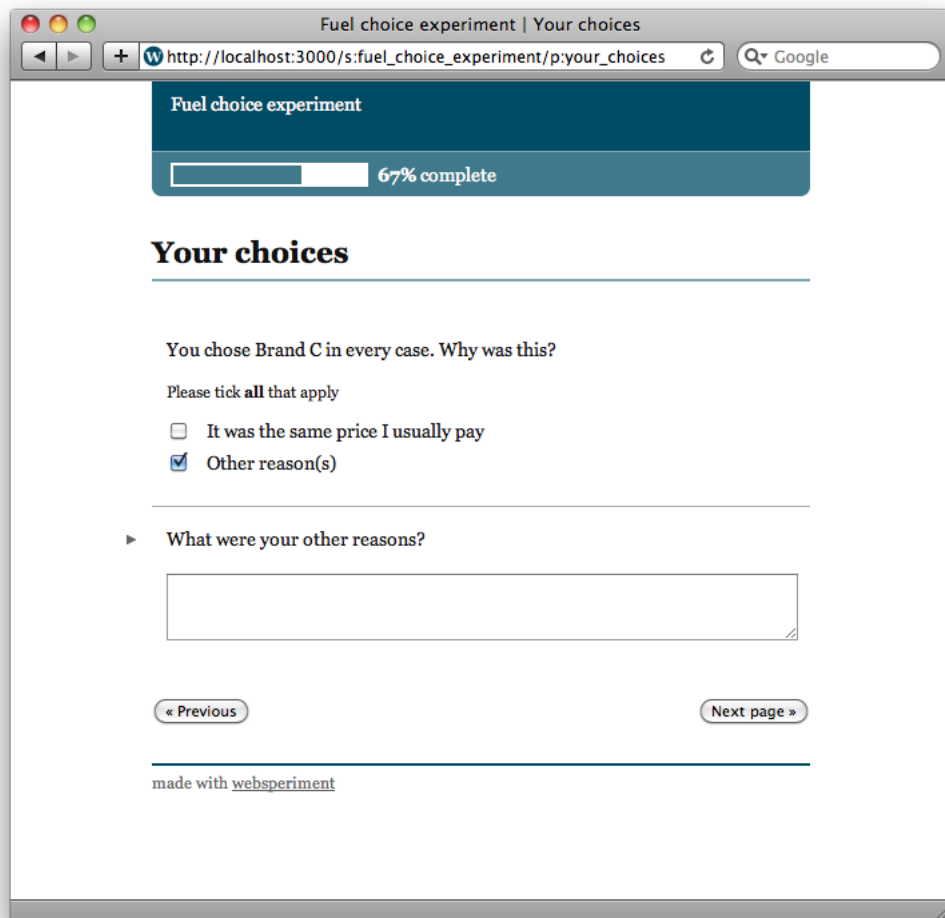 Fuel choice experiment | Your choices
http://localhost:3000/s:fuel_choice_experiment/p:your_choices
Google
Fuel choice experiment
67% complete
Your choices
You chose Brand C in every case. Why was this?
Please tick all that apply
It was the same price I usually pay
Other reason(s)
What were your other reasons?
« Previous
Next page »
made with websperiment